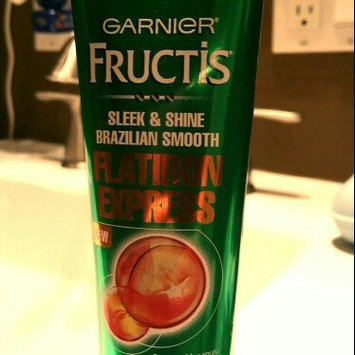 GARNIER
FRUCTIS
SLEEK & SHINE
BRAZILIAN SMOOTH
FLATIRON
EXPRESS
NEW